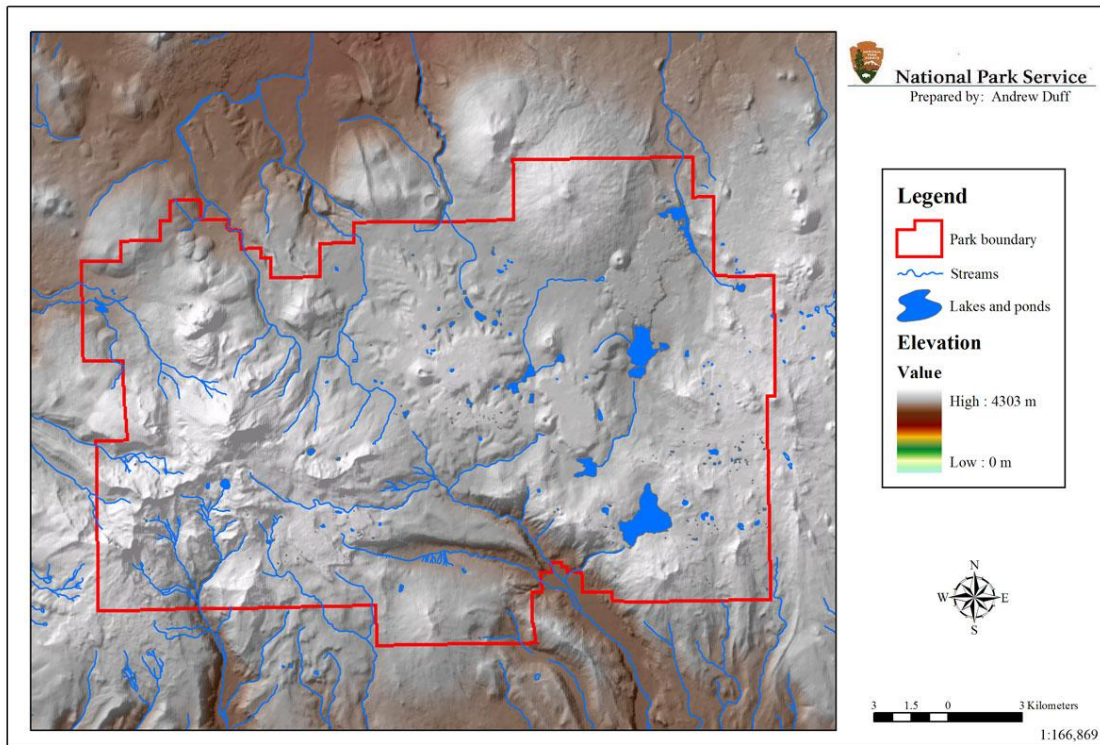 National Park Service
Prepared by: Andrew Duff
Legend
Park boundary
Streams
Lakes and ponds
Elevation
Value
High : 4303 m
Low : 0 m
N
W E
S
3 1.5 0 3 Kilometers
1:166,869